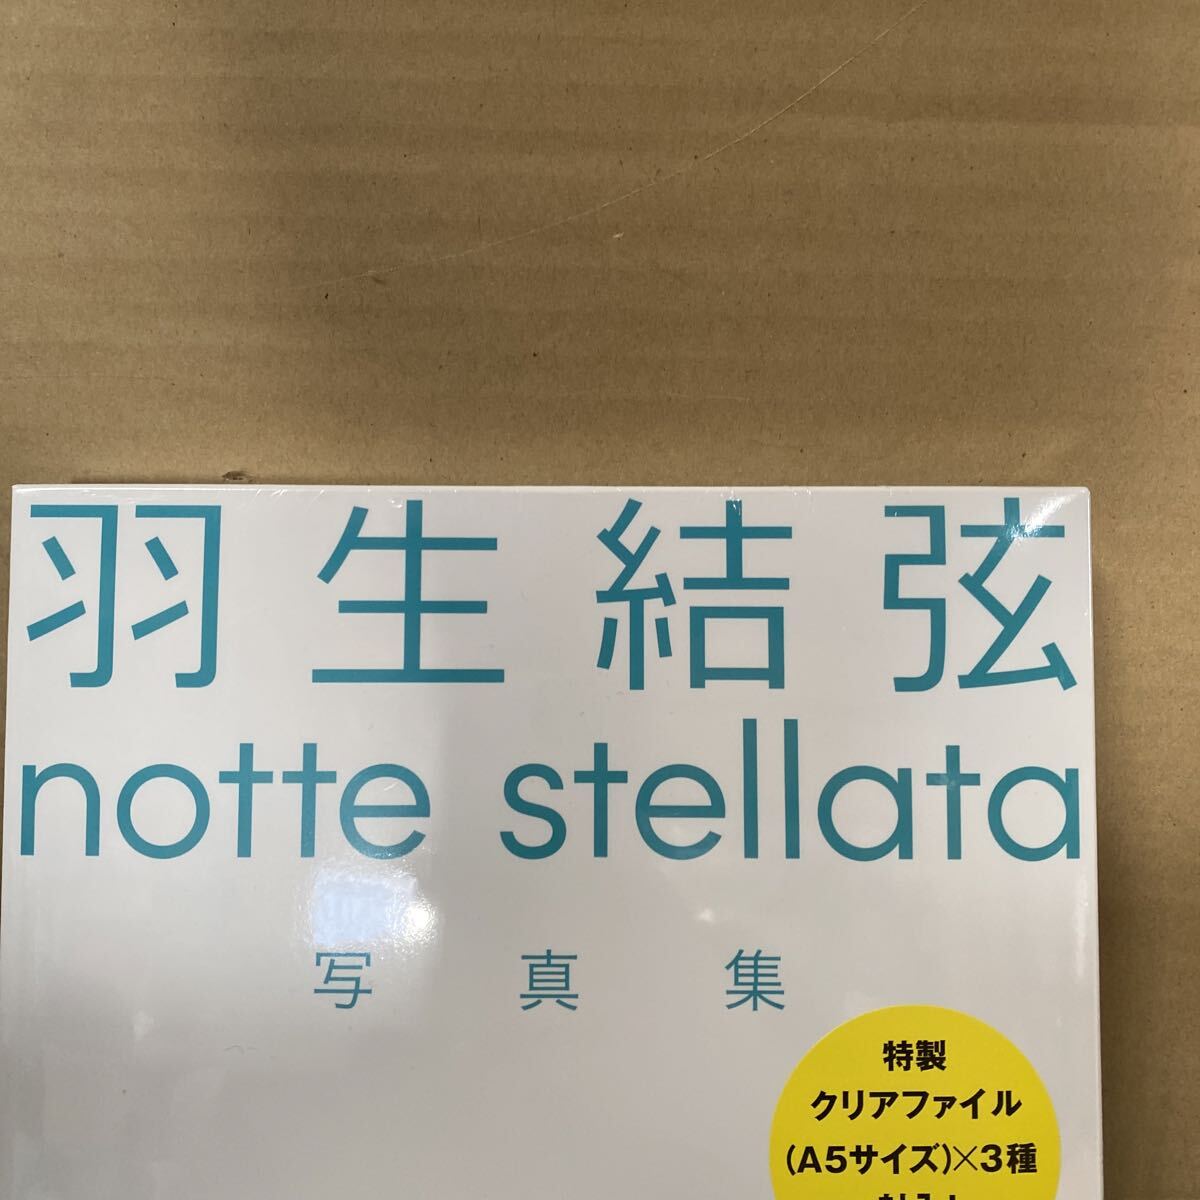 羽生結弦
notte stellata
写真集
特製
クリアファイル
(A5サイズ)×3種